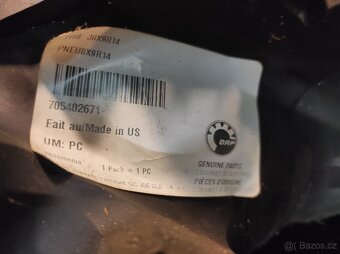 TIRE 30X9R14
PNEU0X9R14
705402671
Fait au/Made in US
UM: PC
1 Pack = 1 PC
BRP
GENUINE PARTS
PIÈCES D'ORIGINE
Bazos.cz